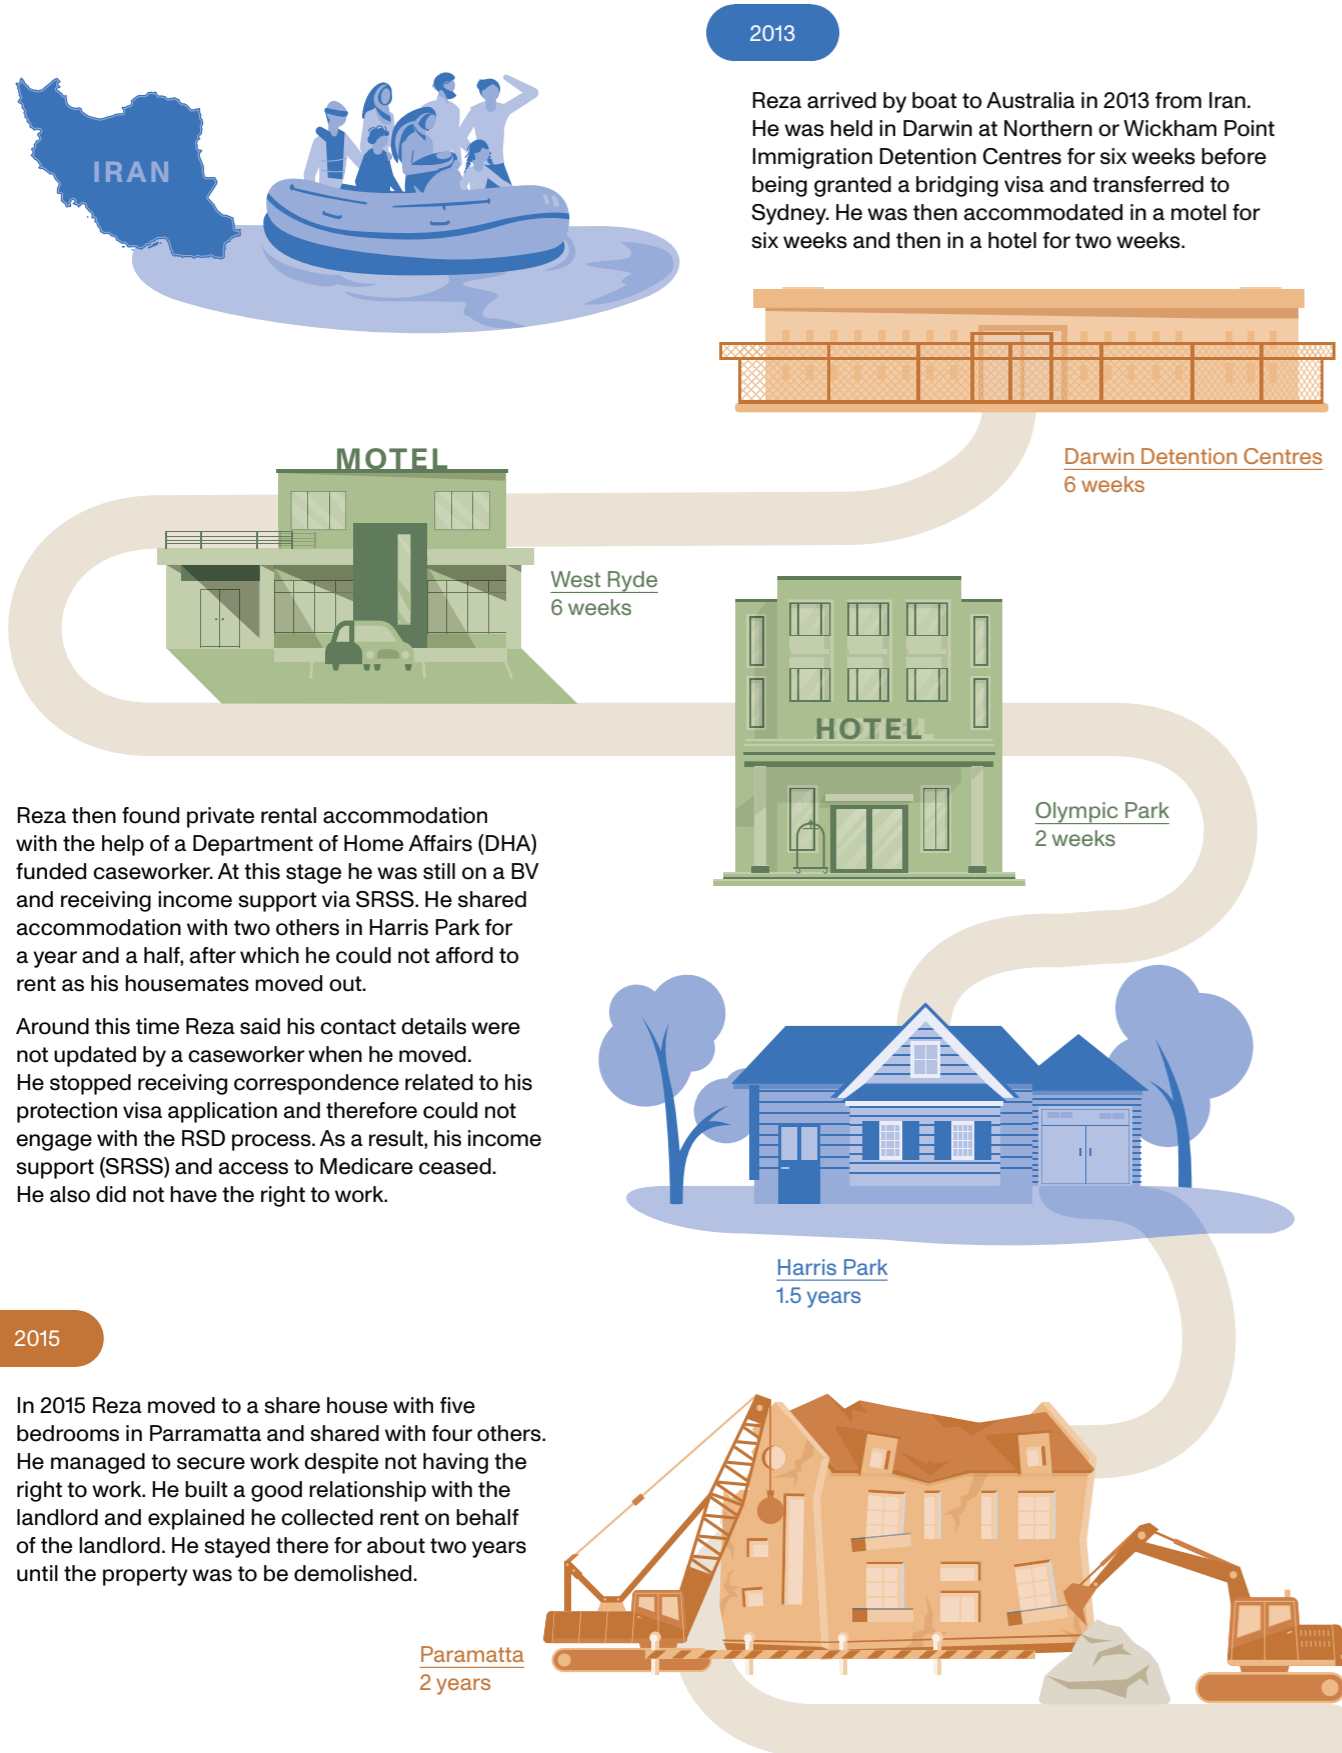 2013
IRAN
Reza arrived by boat to Australia in 2013 from Iran.
He was held in Darwin at Northern or Wickham Point
Immigration Detention Centres for six weeks before
being granted a bridging visa and transferred to
Sydney. He was then accommodated in a motel for
six weeks and then in a hotel for two weeks.
Darwin Detention Centres
6 weeks
MOTEL
West Ryde
6 weeks
HOTEL
Olympic Park
2 weeks
Reza then found private rental accommodation
with the help of a Department of Home Affairs (DHA)
funded caseworker. At this stage he was still on a BV
and receiving income support via SRSS. He shared
accommodation with two others in Harris Park for
a year and a half, after which he could not afford to
rent as his housemates moved out.
Around this time Reza said his contact details were
not updated by a caseworker when he moved.
He stopped receiving correspondence related to his
protection visa application and therefore could not
engage with the RSD process. As a result, his income
support (SRSS) and access to Medicare ceased.
He also did not have the right to work.
Harris Park
1.5 years
2015
In 2015 Reza moved to a share house with five
bedrooms in Parramatta and shared with four others.
He managed to secure work despite not having the
right to work. He built a good relationship with the
landlord and explained he collected rent on behalf
of the landlord. He stayed there for about two years
until the property was to be demolished.
Paramatta
2 years